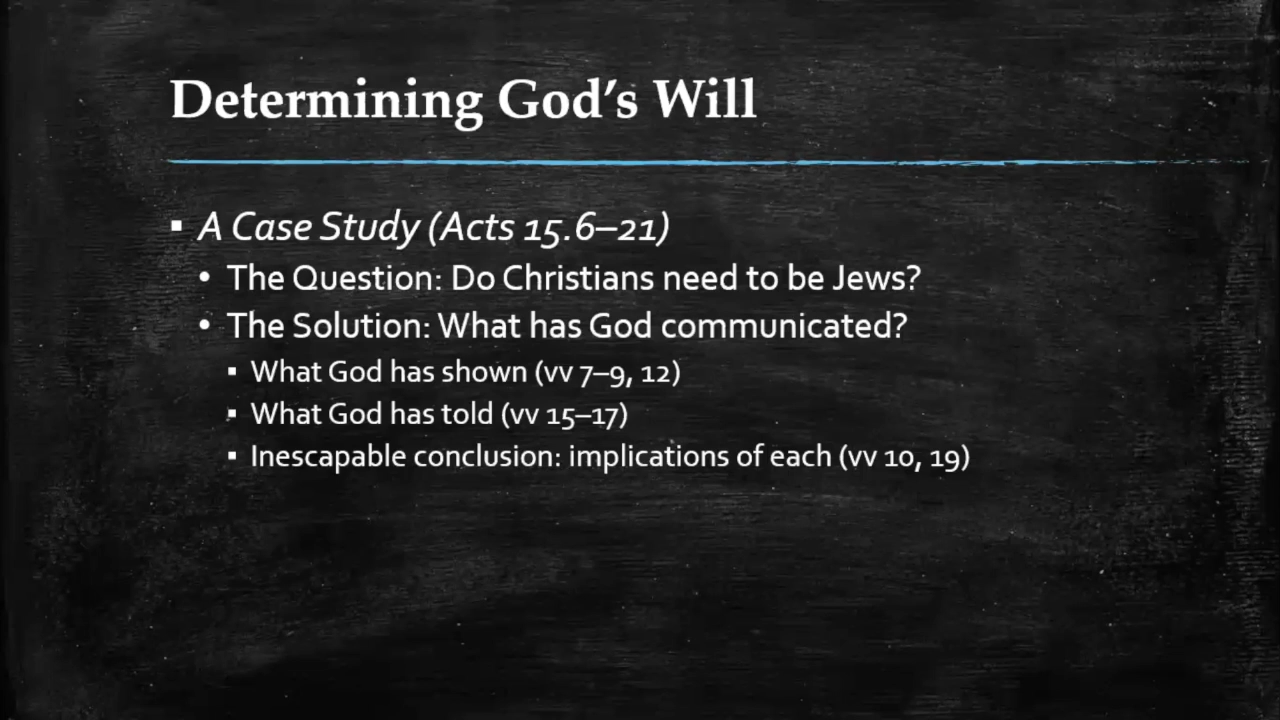 Determining God’s Will
▪ A Case Study (Acts 15.6–21)
• The Question: Do Christians need to be Jews?
• The Solution: What has God communicated?
▪ What God has shown (vv 7–9, 12)
▪ What God has told (vv 15–17)
▪ Inescapable conclusion: implications of each (vv 10, 19)